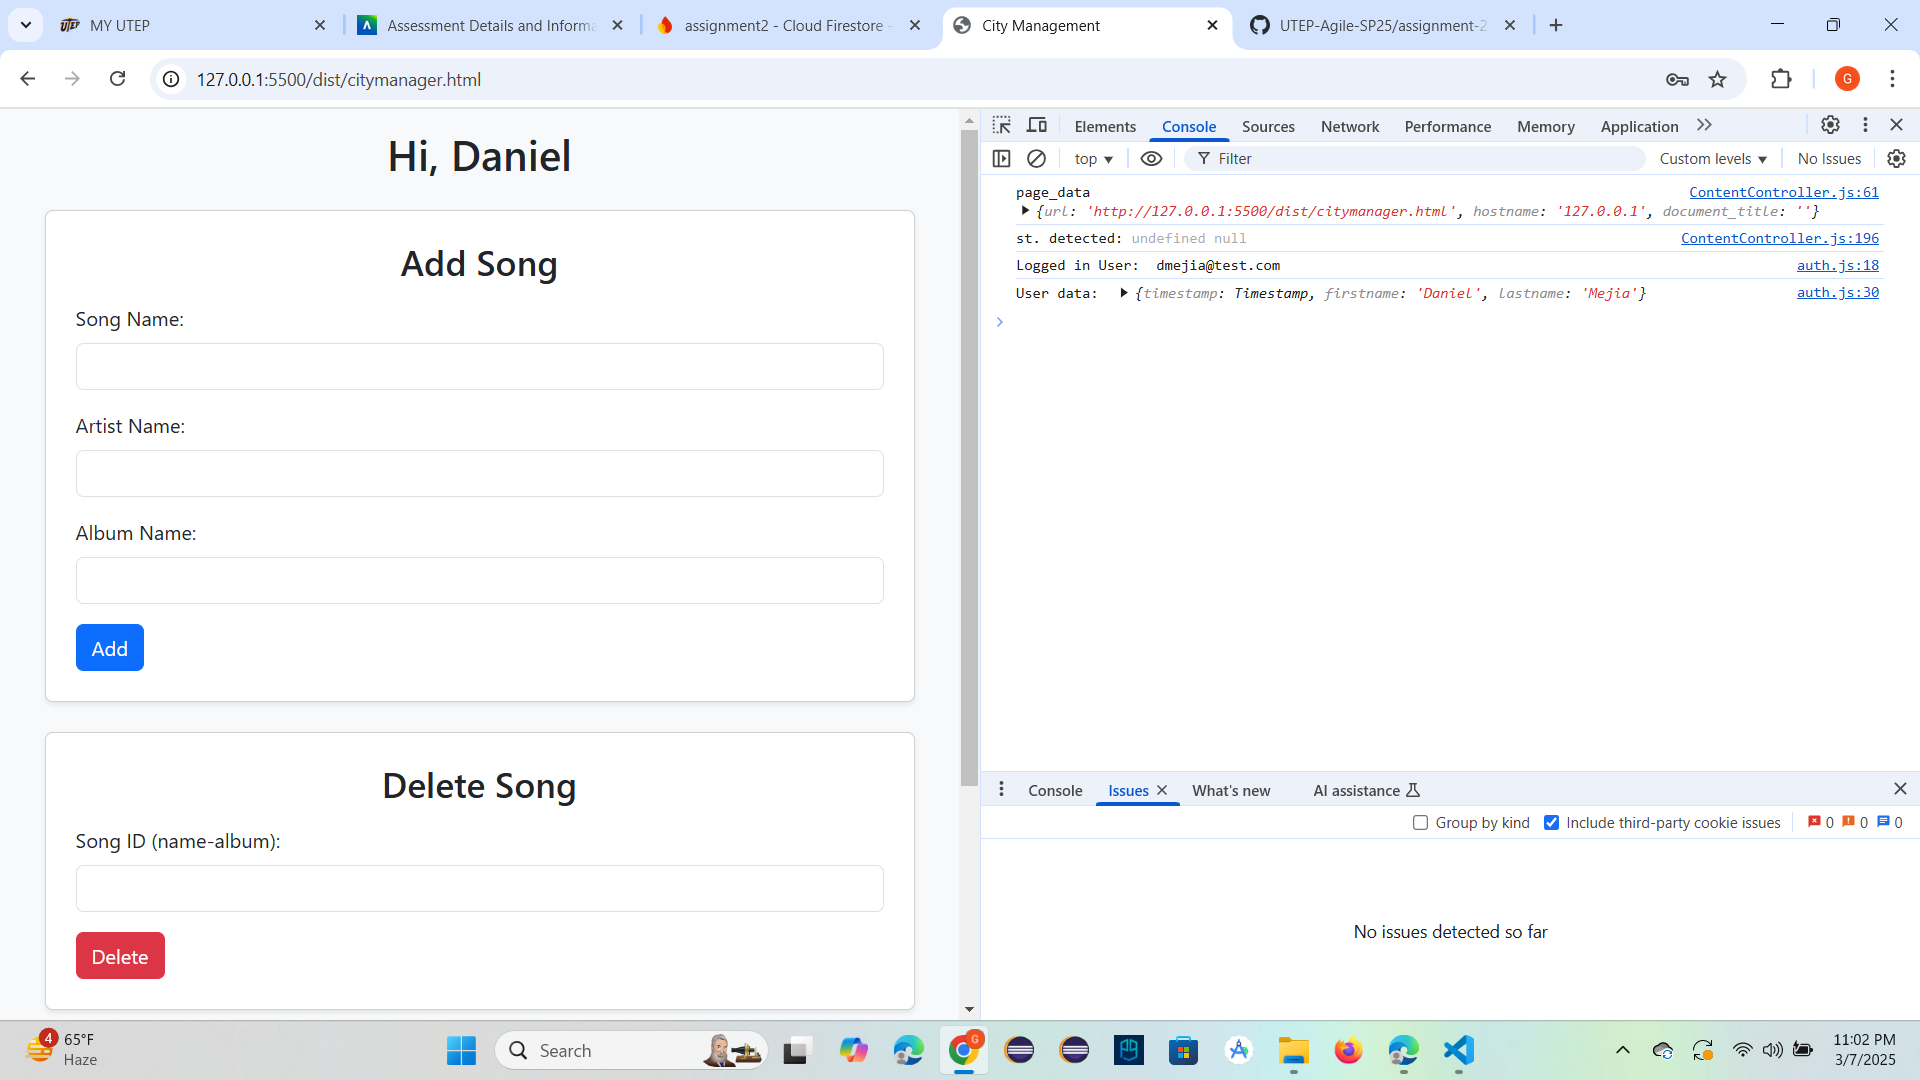 MY UTEP
Assessment Details and Informa
assignment2 - Cloud Firestore -
City Management
UTEP-Agile-SP25/assignment-2
127.0.0.1:5500/dist/citymanager.html
G
Hi, Daniel
Add Song
Song Name:
Artist Name:
Album Name:
Add
Delete Song
Song ID (name-album):
Delete
Elements
Console
Sources
Network
Performance
Memory
Application
top
Filter
Custom levels
No Issues
page_data
ContentController.js:61
{url: 'http://127.0.0.1:5500/dist/citymanager.html', hostname: '127.0.0.1', document_title: ''}
st. detected: undefined null
ContentController.js:196
Logged in User:  dmejia@test.com
auth.js:18
User data:  {timestamp: Timestamp, firstname: 'Daniel', lastname: 'Mejia'}
auth.js:30
Console
Issues
What's new
AI assistance
Group by kind
Include third-party cookie issues
0
0
0
No issues detected so far
4
65°F
Haze
Search
G
11:02 PM
3/7/2025